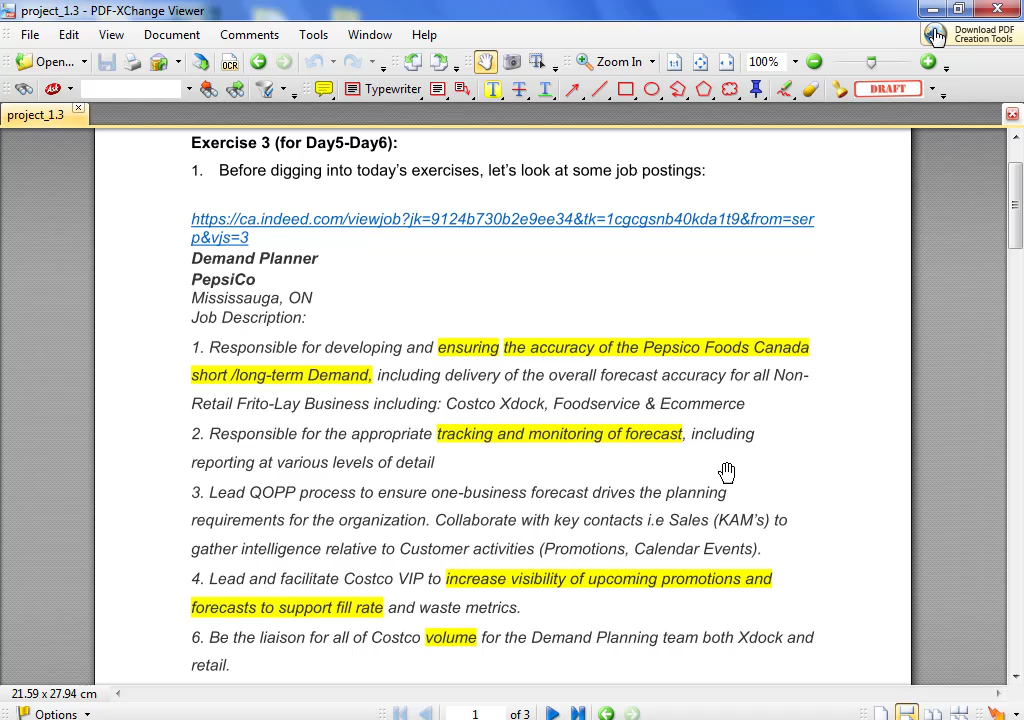 project_1.3 - PDF-XChange Viewer
File Edit View Document Comments Tools Window Help
Download PDF
Creation Tools
Open... OCR Zoom In 1:1 100%
Typewriter T T T DRAFT
project_1.3
Exercise 3 (for Day5-Day6):
1. Before digging into today's exercises, let's look at some job postings:
https://ca.indeed.com/viewjob?jk=9124b730b2e9ee34&tk=1cgcgsnb40kda1t9&from=ser
p&vjs=3
Demand Planner
PepsiCo
Mississauga, ON
Job Description:
1. Responsible for developing and ensuring the accuracy of the Pepsico Foods Canada
short /long-term Demand, including delivery of the overall forecast accuracy for all Non-
Retail Frito-Lay Business including: Costco Xdock, Foodservice & Ecommerce
2. Responsible for the appropriate tracking and monitoring of forecast, including
reporting at various levels of detail
3. Lead QOPP process to ensure one-business forecast drives the planning
requirements for the organization. Collaborate with key contacts i.e Sales (KAM's) to
gather intelligence relative to Customer activities (Promotions, Calendar Events).
4. Lead and facilitate Costco VIP to increase visibility of upcoming promotions and
forecasts to support fill rate and waste metrics.
6. Be the liaison for all of Costco volume for the Demand Planning team both Xdock and
retail.
21.59 x 27.94 cm
Options 1 of 3